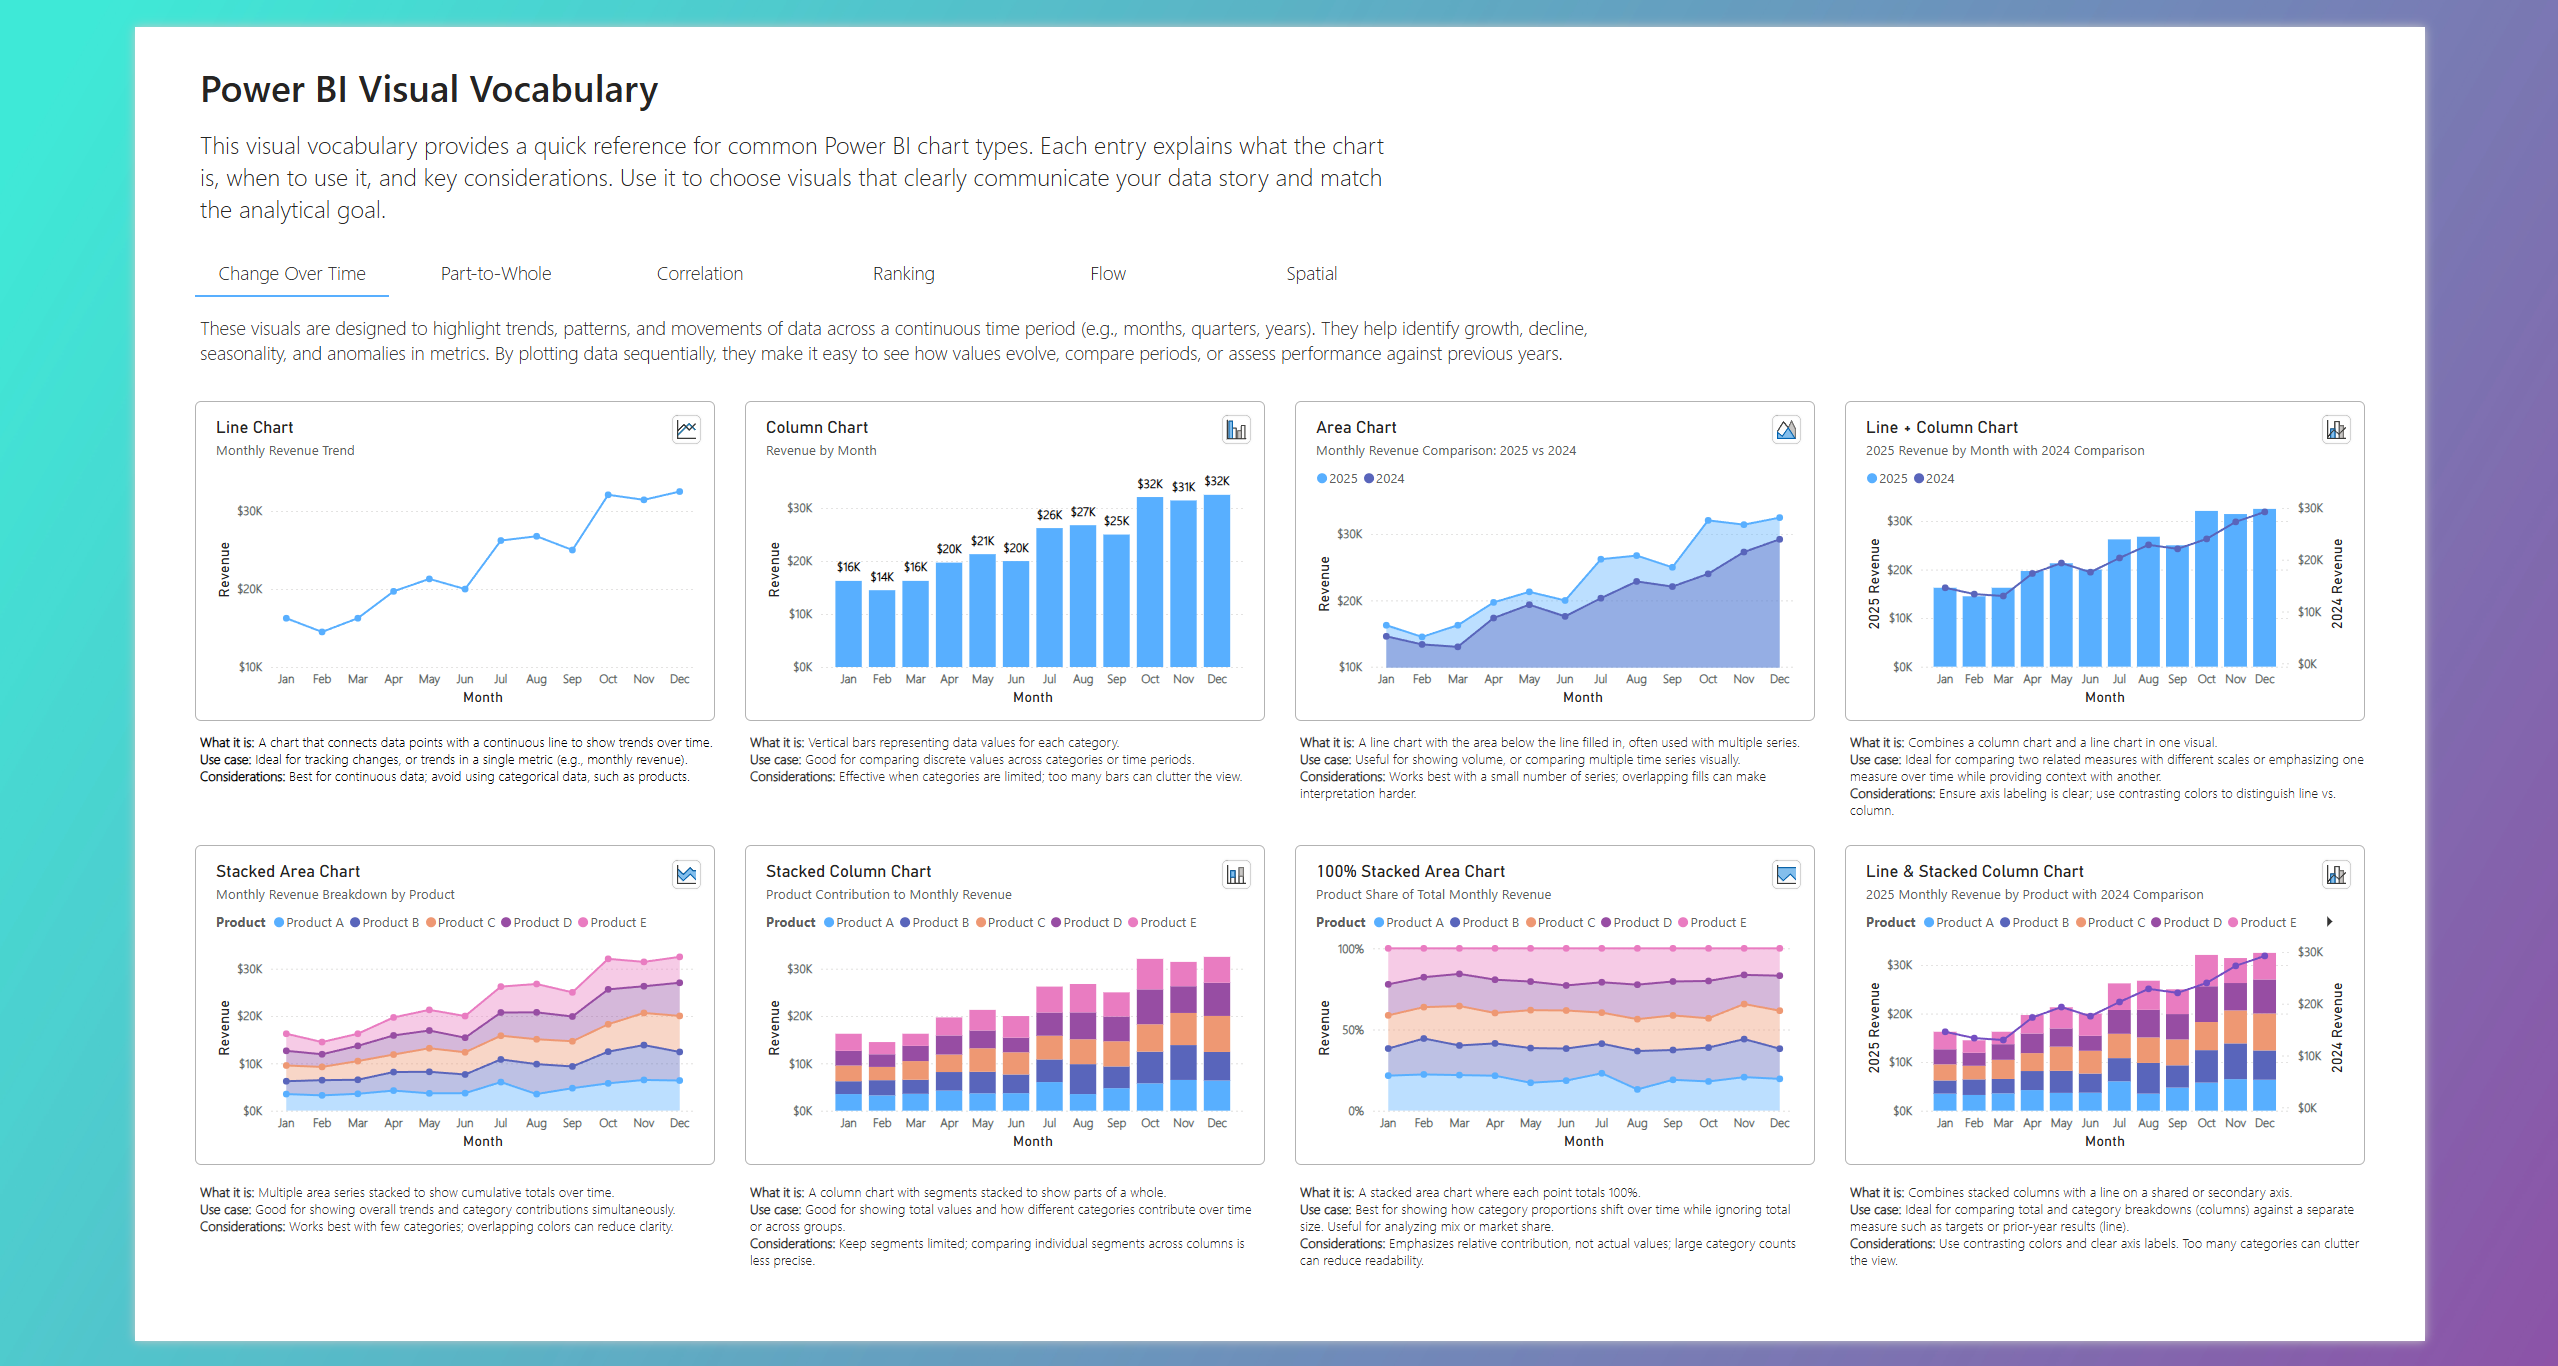 Power BI Visual Vocabulary
This visual vocabulary provides a quick reference for common Power BI chart types. Each entry explains what the chart
is, when to use it, and key considerations. Use it to choose visuals that clearly communicate your data story and match
the analytical goal.
Change Over Time Part-to-Whole Correlation Ranking Flow Spatial
These visuals are designed to highlight trends, patterns, and movements of data across a continuous time period (e.g., months, quarters, years). They help identify growth, decline,
seasonality, and anomalies in metrics. By plotting data sequentially, they make it easy to see how values evolve, compare periods, or assess performance against previous years.
Line Chart
Monthly Revenue Trend
Revenue
$30K
$20K
$10K
Jan Feb Mar Apr May Jun Jul Aug Sep Oct Nov Dec
Month
What it is: A chart that connects data points with a continuous line to show trends over time.
Use case: Ideal for tracking changes, or trends in a single metric (e.g., monthly revenue).
Considerations: Best for continuous data; avoid using categorical data, such as products.
Column Chart
Revenue by Month
Revenue
$30K
$20K
$10K
$0K
$16K $14K $16K $20K $21K $20K $26K $27K $25K $32K $31K $32K
Jan Feb Mar Apr May Jun Jul Aug Sep Oct Nov Dec
Month
What it is: Vertical bars representing data values for each category.
Use case: Good for comparing discrete values across categories or time periods.
Considerations: Effective when categories are limited; too many bars can clutter the view.
Area Chart
Monthly Revenue Comparison: 2025 vs 2024
2025 2024
Revenue
$30K
$20K
$10K
Jan Feb Mar Apr May Jun Jul Aug Sep Oct Nov Dec
Month
What it is: A line chart with the area below the line filled in, often used with multiple series.
Use case: Useful for showing volume, or comparing multiple time series visually.
Considerations: Works best with a small number of series; overlapping fills can make
interpretation harder.
Line + Column Chart
2025 Revenue by Month with 2024 Comparison
2025 2024
2025 Revenue
$30K
$20K
$10K
$0K
$30K
$20K
$10K
$0K
2024 Revenue
Jan Feb Mar Apr May Jun Jul Aug Sep Oct Nov Dec
Month
What it is: Combines a column chart and a line chart in one visual.
Use case: Ideal for comparing two related measures with different scales or emphasizing one
measure over time while providing context with another.
Considerations: Ensure axis labeling is clear; use contrasting colors to distinguish line vs.
column.
Stacked Area Chart
Monthly Revenue Breakdown by Product
Product Product A Product B Product C Product D Product E
Revenue
$30K
$20K
$10K
$0K
Jan Feb Mar Apr May Jun Jul Aug Sep Oct Nov Dec
Month
What it is: Multiple area series stacked to show cumulative totals over time.
Use case: Good for showing overall trends and category contributions simultaneously.
Considerations: Works best with few categories; overlapping colors can reduce clarity.
Stacked Column Chart
Product Contribution to Monthly Revenue
Product Product A Product B Product C Product D Product E
Revenue
$30K
$20K
$10K
$0K
Jan Feb Mar Apr May Jun Jul Aug Sep Oct Nov Dec
Month
What it is: A column chart with segments stacked to show parts of a whole.
Use case: Good for showing total values and how different categories contribute over time
or across groups.
Considerations: Keep segments limited; comparing individual segments across columns is
less precise.
100% Stacked Area Chart
Product Share of Total Monthly Revenue
Product Product A Product B Product C Product D Product E
Revenue
100%
50%
0%
Jan Feb Mar Apr May Jun Jul Aug Sep Oct Nov Dec
Month
What it is: A stacked area chart where each point totals 100%.
Use case: Best for showing how category proportions shift over time while ignoring total
size. Useful for analyzing mix or market share.
Considerations: Emphasizes relative contribution, not actual values; large category counts
can reduce readability.
Line & Stacked Column Chart
2025 Monthly Revenue by Product with 2024 Comparison
Product Product A Product B Product C Product D Product E
2025 Revenue
$30K
$20K
$10K
$0K
$30K
$20K
$10K
$0K
2024 Revenue
Jan Feb Mar Apr May Jun Jul Aug Sep Oct Nov Dec
Month
What it is: Combines stacked columns with a line on a shared or secondary axis.
Use case: Ideal for comparing total and category breakdowns (columns) against a separate
measure such as targets or prior-year results (line).
Considerations: Use contrasting colors and clear axis labels. Too many categories can clutter
the view.